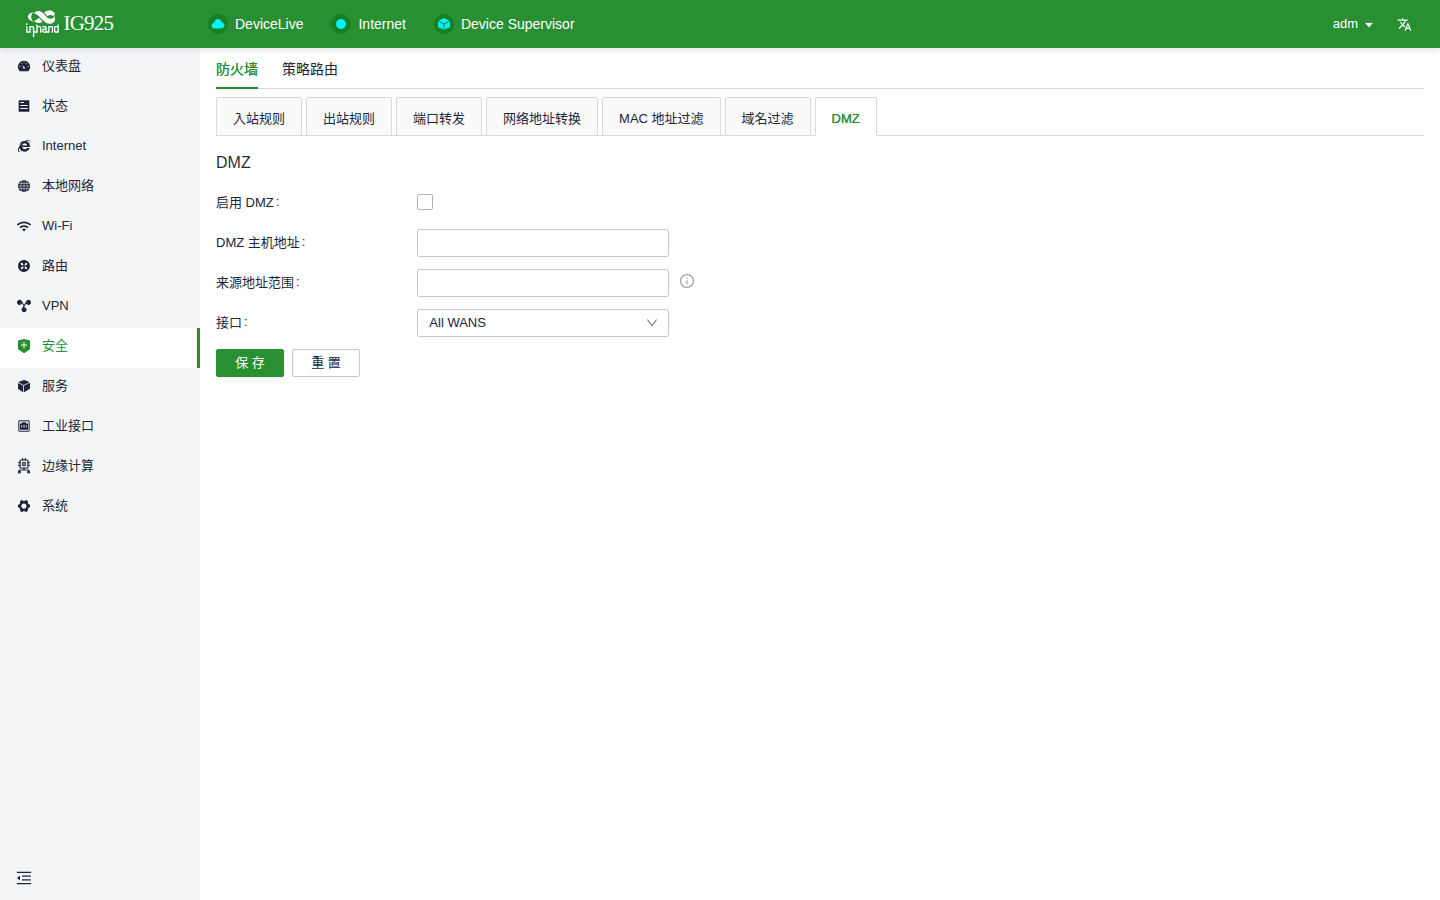 inhand IG925
DeviceLive
Internet
Device Supervisor
adm
仪表盘
状态
Internet
本地网络
Wi-Fi
路由
VPN
安全
服务
工业接口
边缘计算
系统
防火墙 策略路由
入站规则 出站规则 端口转发 网络地址转换 MAC 地址过滤 域名过滤 DMZ
DMZ
启用 DMZ:
DMZ 主机地址:
来源地址范围:
接口: All WANS
保 存 重 置